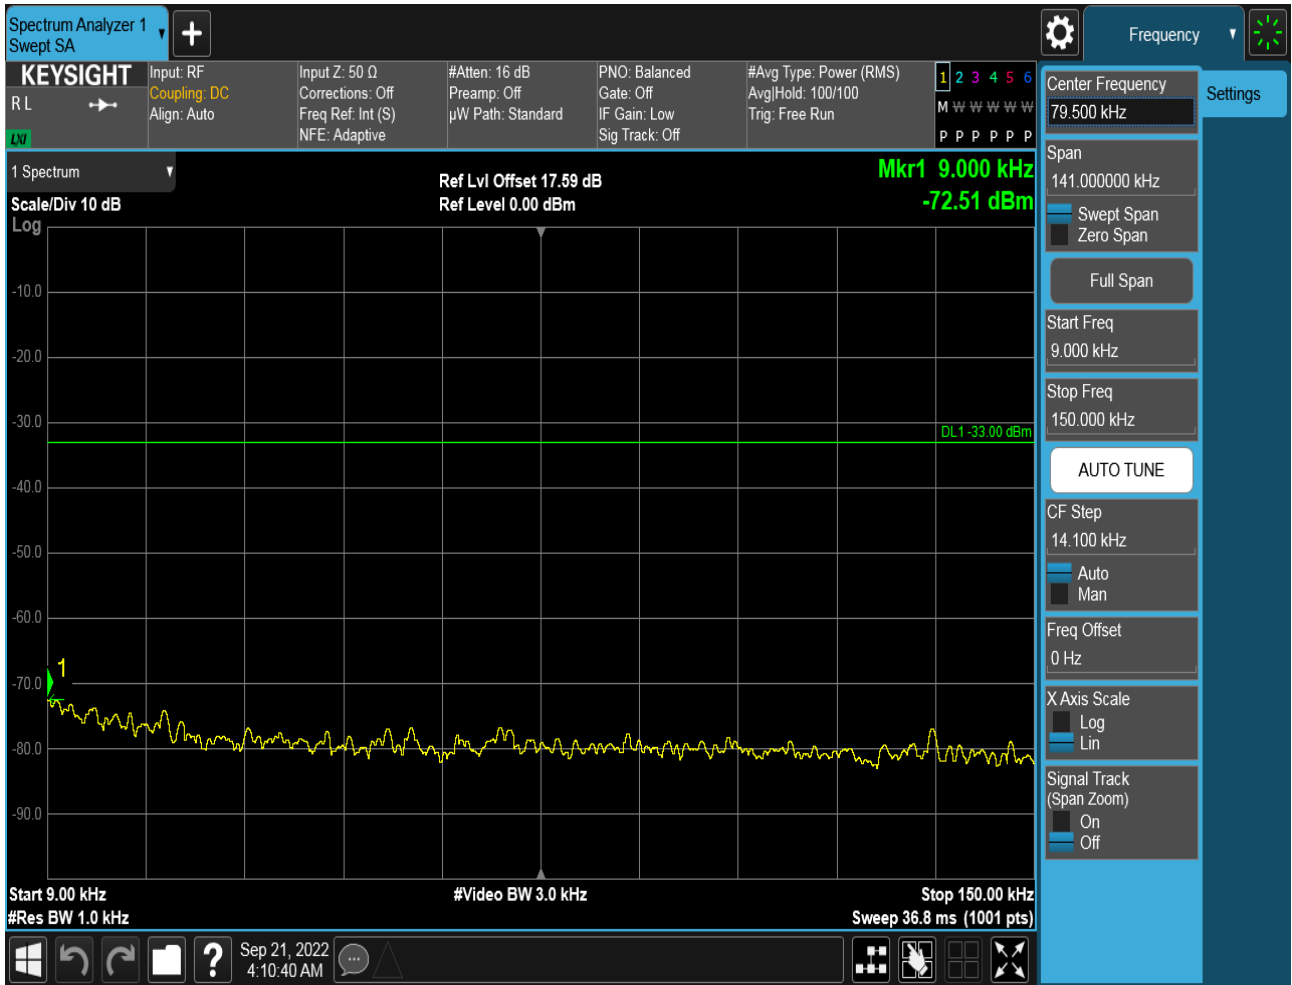 Spectrum Analyzer 1
Swept SA
Frequency
KEYSIGHT
R L
LXI
Input: RF
Coupling: DC
Align: Auto
Input Z: 50 Ω
Corrections: Off
Freq Ref: Int (S)
NFE: Adaptive
#Atten: 16 dB
Preamp: Off
µW Path: Standard
PNO: Balanced
Gate: Off
IF Gain: Low
Sig Track: Off
#Avg Type: Power (RMS)
Avg|Hold: 100/100
Trig: Free Run
1 2 3 4 5 6
M W W W W W
P P P P P P
1 Spectrum
Scale/Div 10 dB
Log
Ref Lvl Offset 17.59 dB
Ref Level 0.00 dBm
Mkr1 9.000 kHz
-72.51 dBm
-10.0
-20.0
-30.0
DL1 -33.00 dBm
-40.0
-50.0
-60.0
1
-70.0
-80.0
-90.0
Start 9.00 kHz
#Res BW 1.0 kHz
#Video BW 3.0 kHz
Stop 150.00 kHz
Sweep 36.8 ms (1001 pts)
Center Frequency
79.500 kHz
Settings
Span
141.000000 kHz
Swept Span
Zero Span
Full Span
Start Freq
9.000 kHz
Stop Freq
150.000 kHz
AUTO TUNE
CF Step
14.100 kHz
Auto
Man
Freq Offset
0 Hz
X Axis Scale
Log
Lin
Signal Track
(Span Zoom)
On
Off
?
Sep 21, 2022
4:10:40 AM